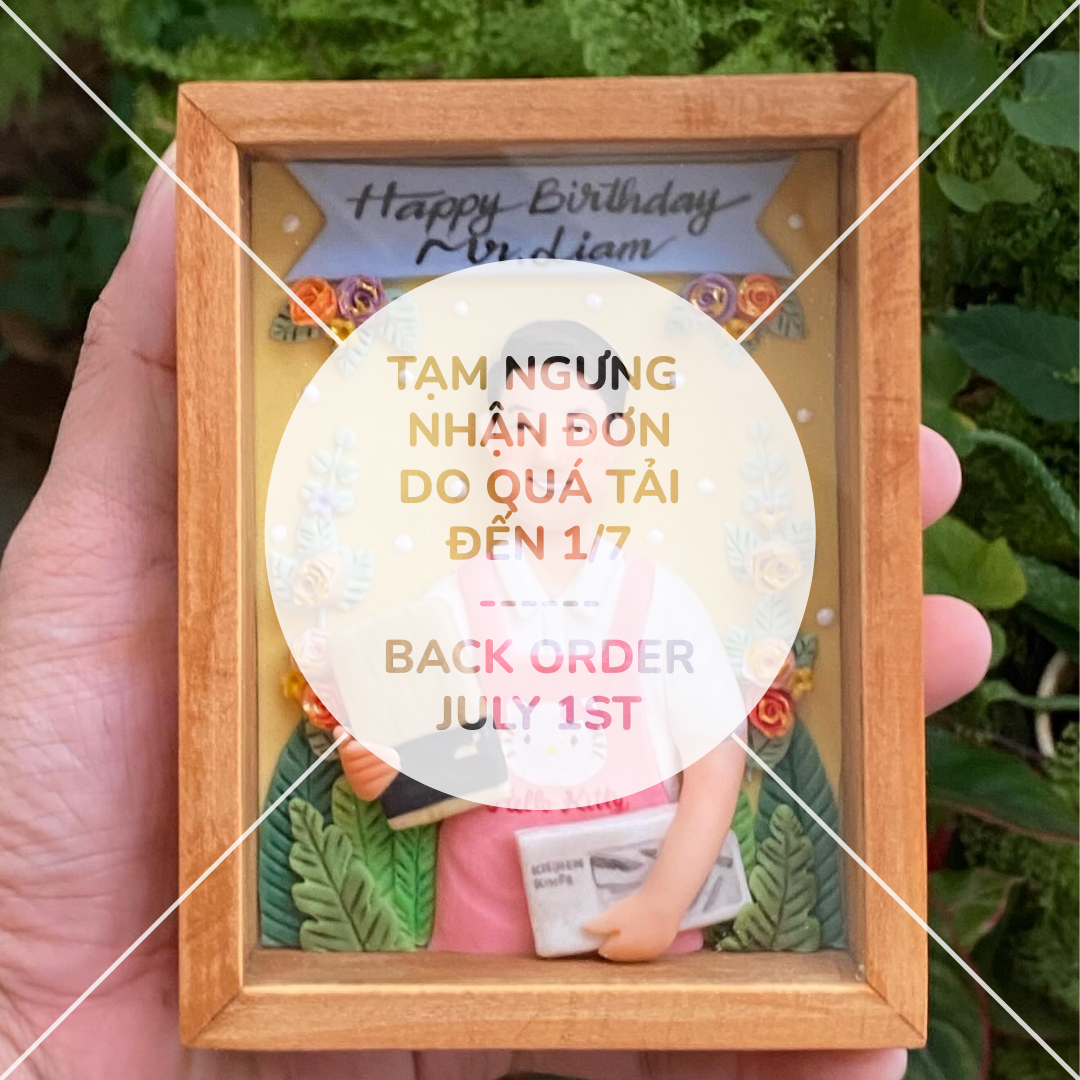 Happy Birthday
Mr. Liam
TẠM NGƯNG
NHẬN ĐƠN
DO QUÁ TẢI
ĐẾN 1/7
------
BACK ORDER
JULY 1ST